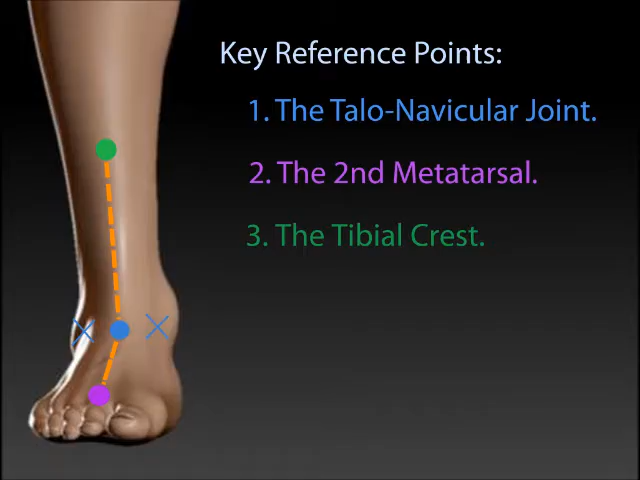 Key Reference Points:
1. The Talo-Navicular Joint.
2. The 2nd Metatarsal.
3. The Tibial Crest.